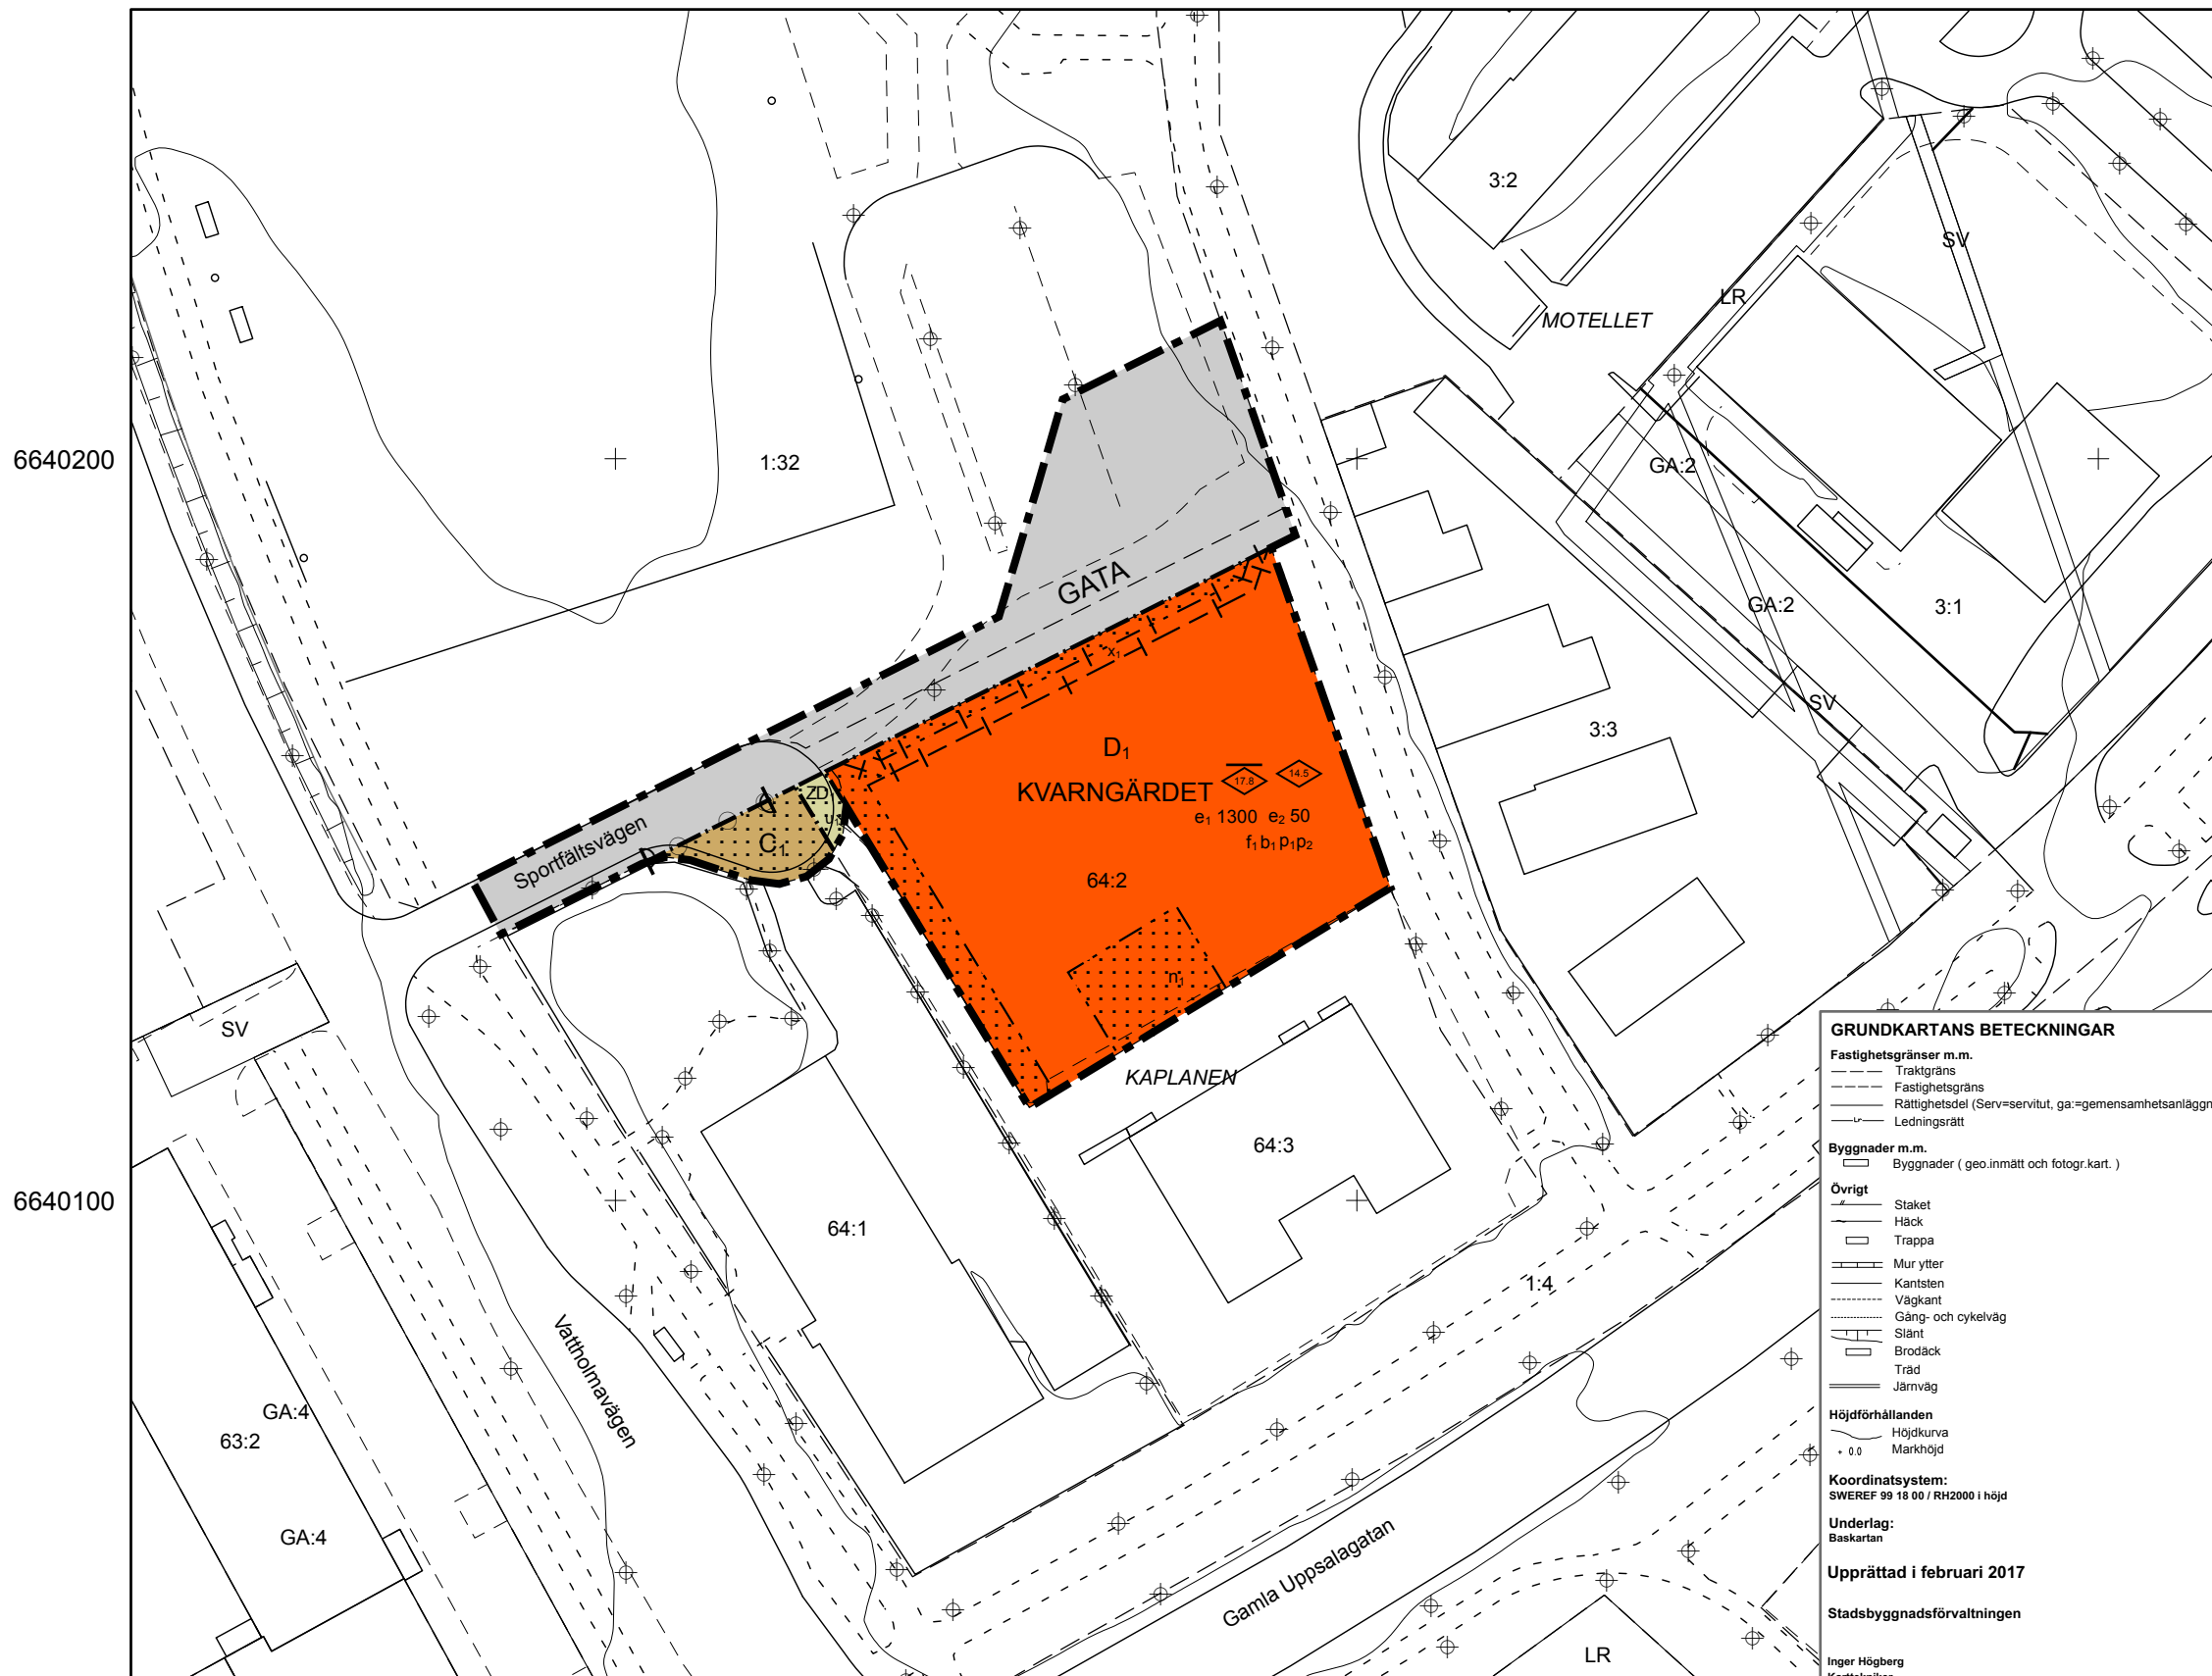 3:2
SV
LR
MOTELLET
6640200
1:32
GA:2
GATA
GA:2
3:1
x1
SV
D1
3:3
17.8
14.5
KVARNGÄRDET
ZD1
u1
e1 1300 e2 50
Sportfältsvägen
C1
f1 b1 p1 p2
64:2
n1
SV
KAPLANEN
64:3
6640100
64:1
1:4
Vattholmavägen
GA:4
63:2
GA:4
Gamla Uppsalagatan
LR
GRUNDKARTANS BETECKNINGAR
Fastighetsgränser m.m.
Traktgräns
Fastighetsgräns
Rättighetsdel (Serv=servitut, ga:=gemensamhetsanläggn
Lr
Ledningsrätt
Byggnader m.m.
Byggnader ( geo.inmätt och fotogr.kart. )
Övrigt
Staket
Häck
Trappa
Mur ytter
Kantsten
Vägkant
Gång- och cykelväg
Slänt
Brodäck
Träd
Järnväg
Höjdförhållanden
Höjdkurva
+ 0.0 Markhöjd
Koordinatsystem:
SWEREF 99 18 00 / RH2000 i höjd
Underlag:
Baskartan
Upprättad i februari 2017
Stadsbyggnadsförvaltningen
Inger Högberg